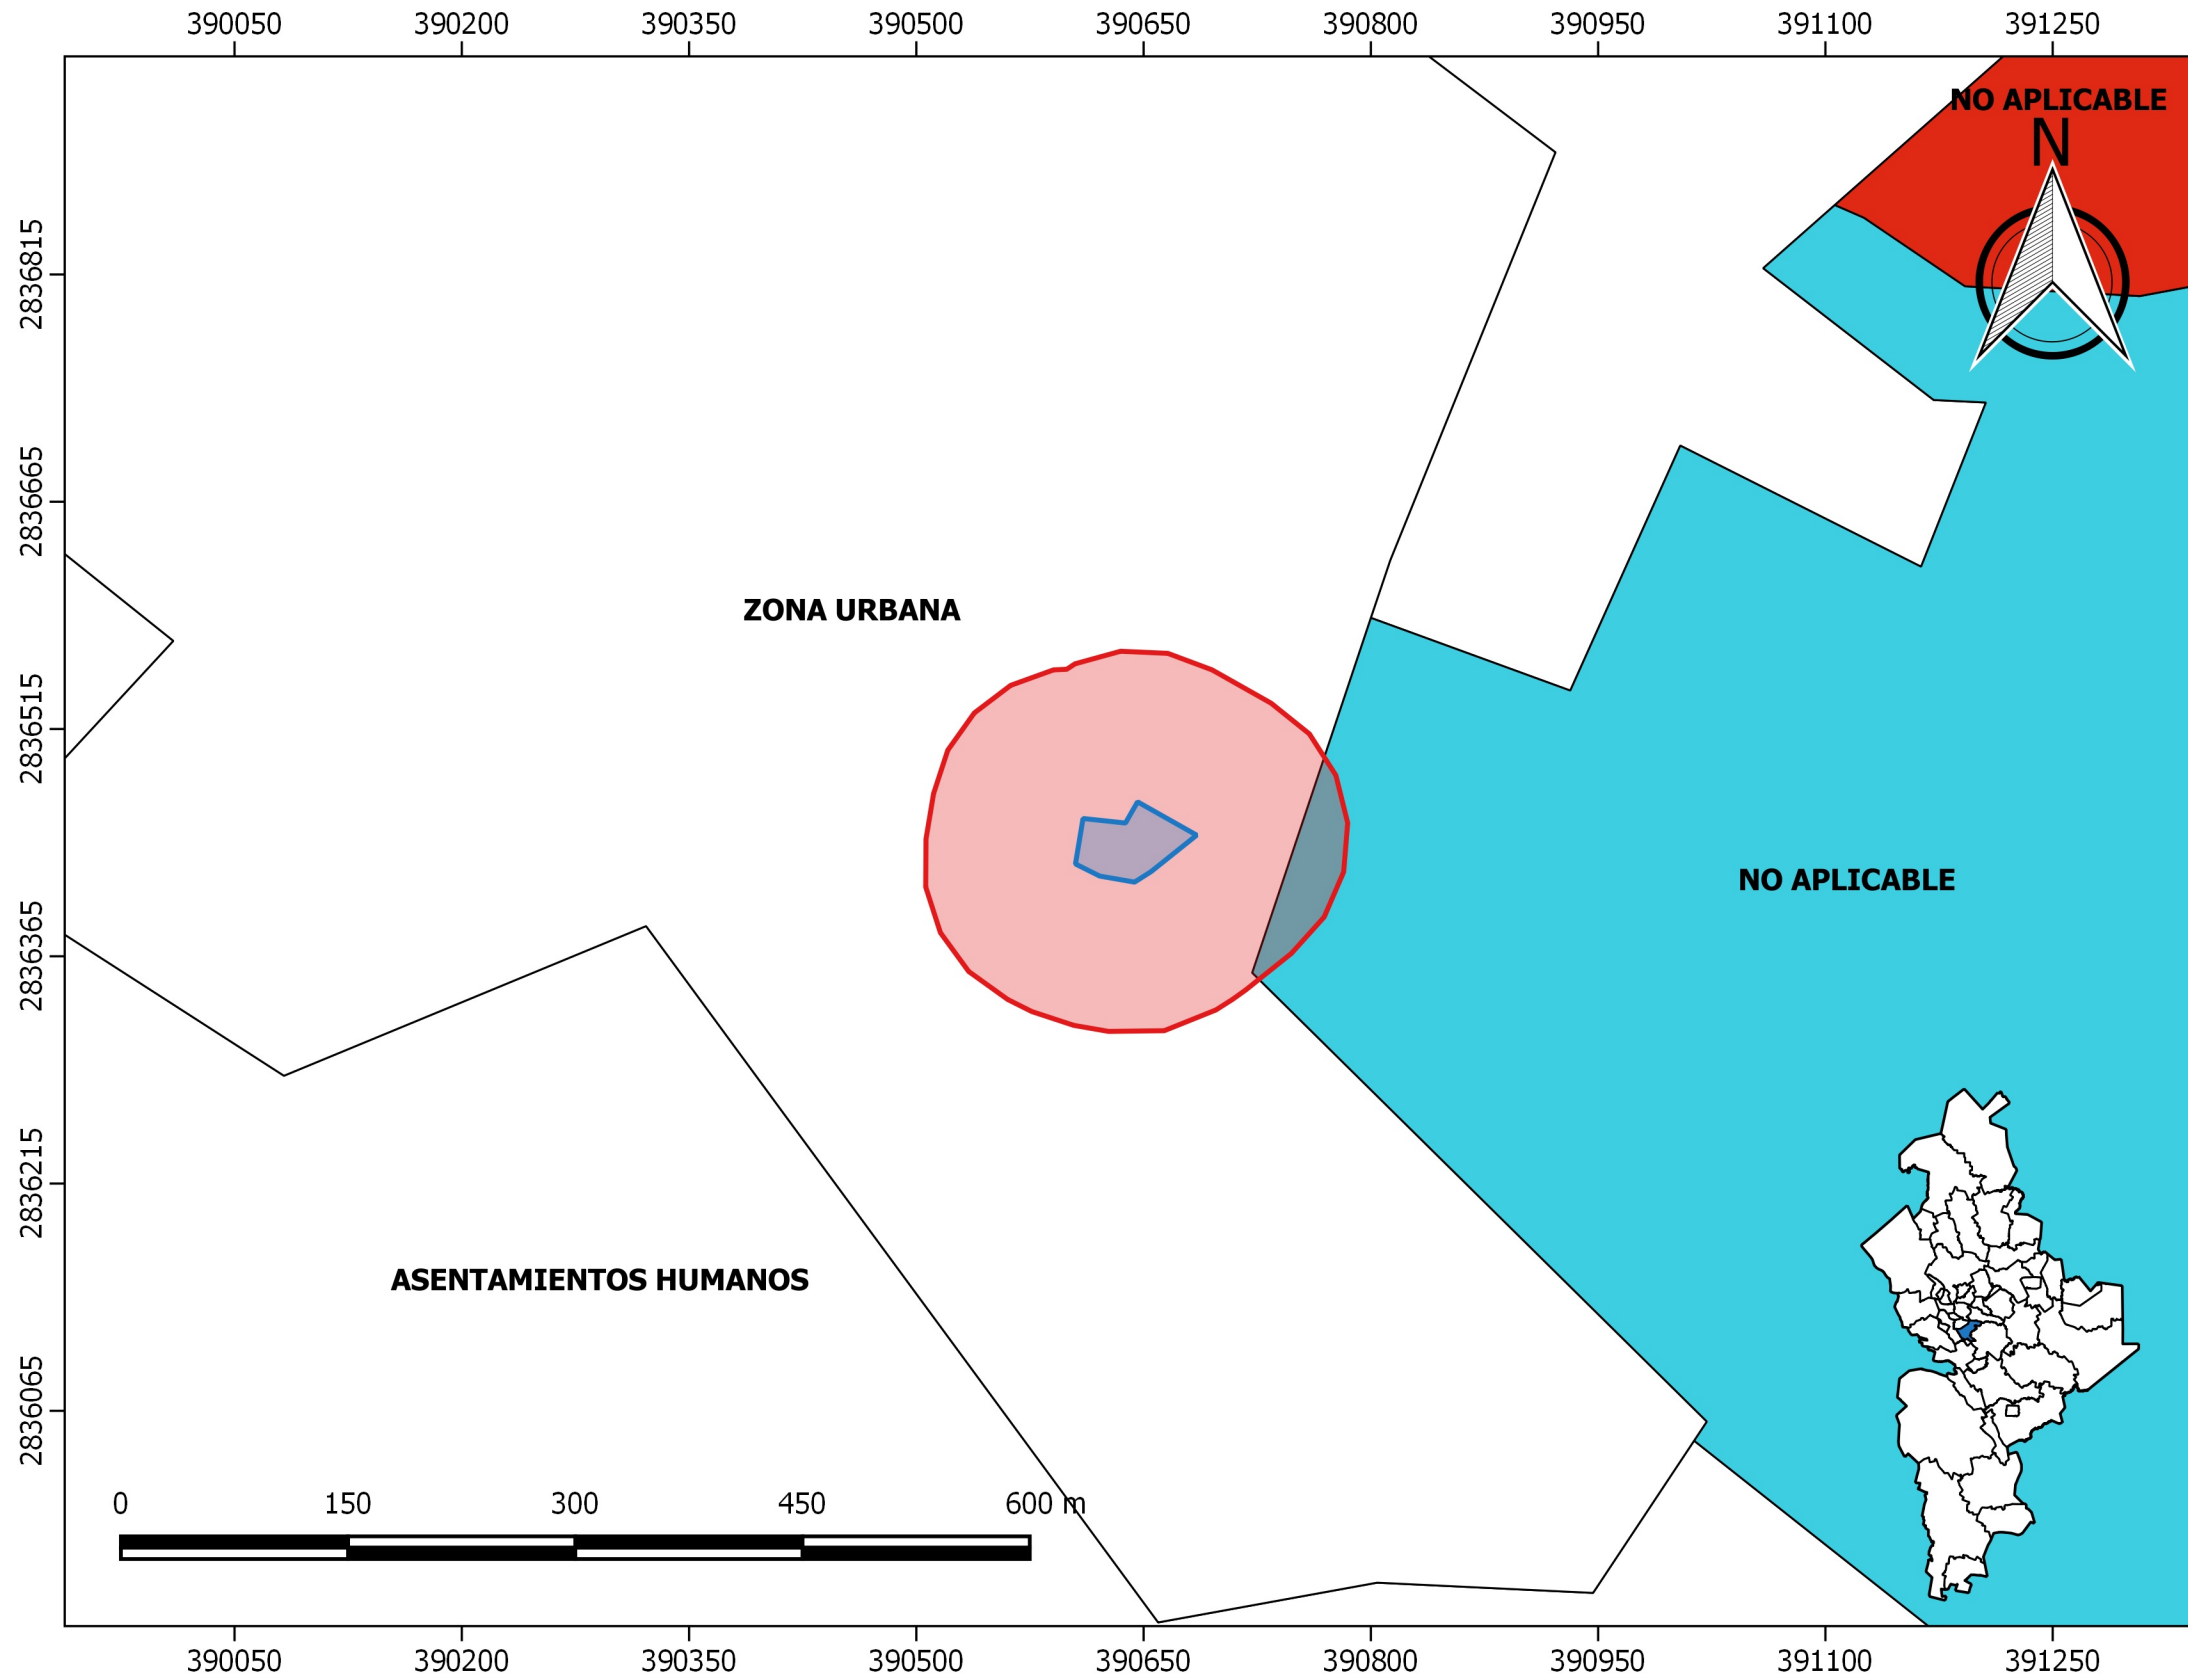 390050 390200 390350 390500 390650 390800 390950 391100 391250
NO APLICABLE
N
2836815
2836665
ZONA URBANA
2836515
NO APLICABLE
2836365
2836215
ASENTAMIENTOS HUMANOS
2836065
0 150 300 450 600 m
390050 390200 390350 390500 390650 390800 390950 391100 391250